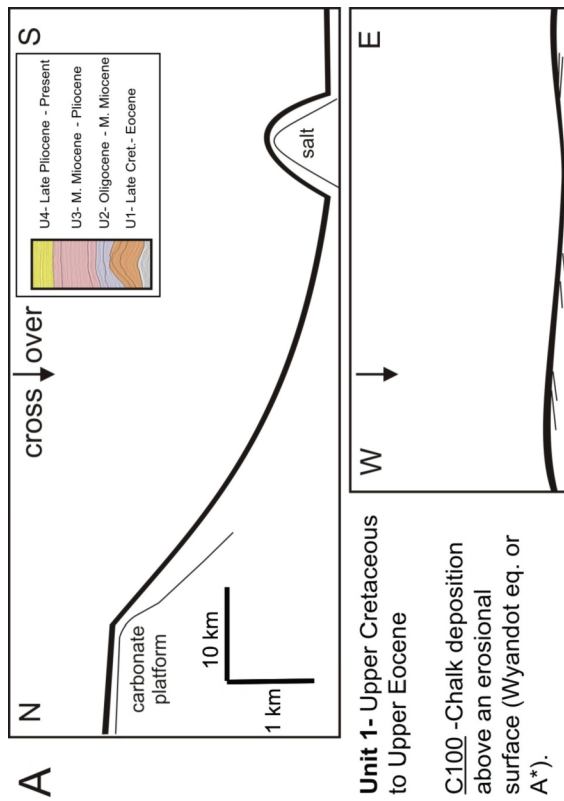 A
N
cross over
S
U4- Late Pliocene - Present
U3- M. Miocene - Pliocene
U2- Oligocene - M. Miocene
U1- Late Cret.- Eocene
carbonate
platform
10 km
1 km
salt
Unit 1- Upper Cretaceous
to Upper Eocene
C100 -Chalk deposition
above an erosional
surface (Wyandot eq. or
A*).
W
E